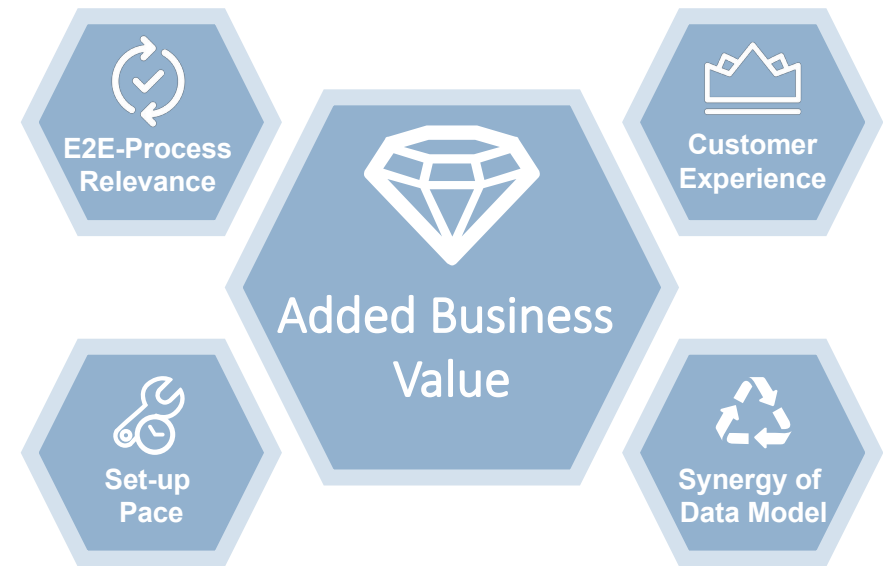 E2E-Process
Relevance
Customer
Experience
Added Business
Value
Set-up
Pace
Synergy of
Data Model